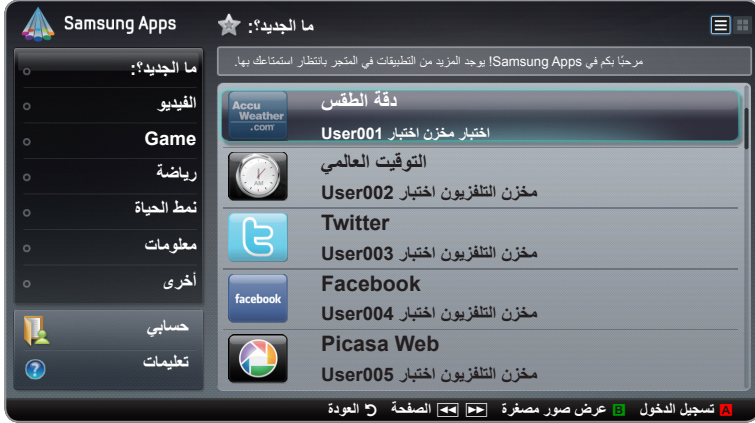 Samsung Apps
ما الجديد؟:
ما الجديد؟:
الفيديو
Game
رياضة
نمط الحياة
معلومات
أخرى
حسابي
تعليمات
مرحبًا بكم في Samsung Apps! يوجد المزيد من التطبيقات في المتجر بانتظار استمتاعك بها.
Accu
Weather
.com
دقة الطقس
اختبار مخزن اختبار User001
AM
التوقيت العالمي
مخزن التلفزيون اختبار User002
Twitter
مخزن التلفزيون اختبار User003
facebook
Facebook
مخزن التلفزيون اختبار User004
Picasa Web
مخزن التلفزيون اختبار User005
A تسجيل الدخول B عرض صور مصغرة الصفحة العودة